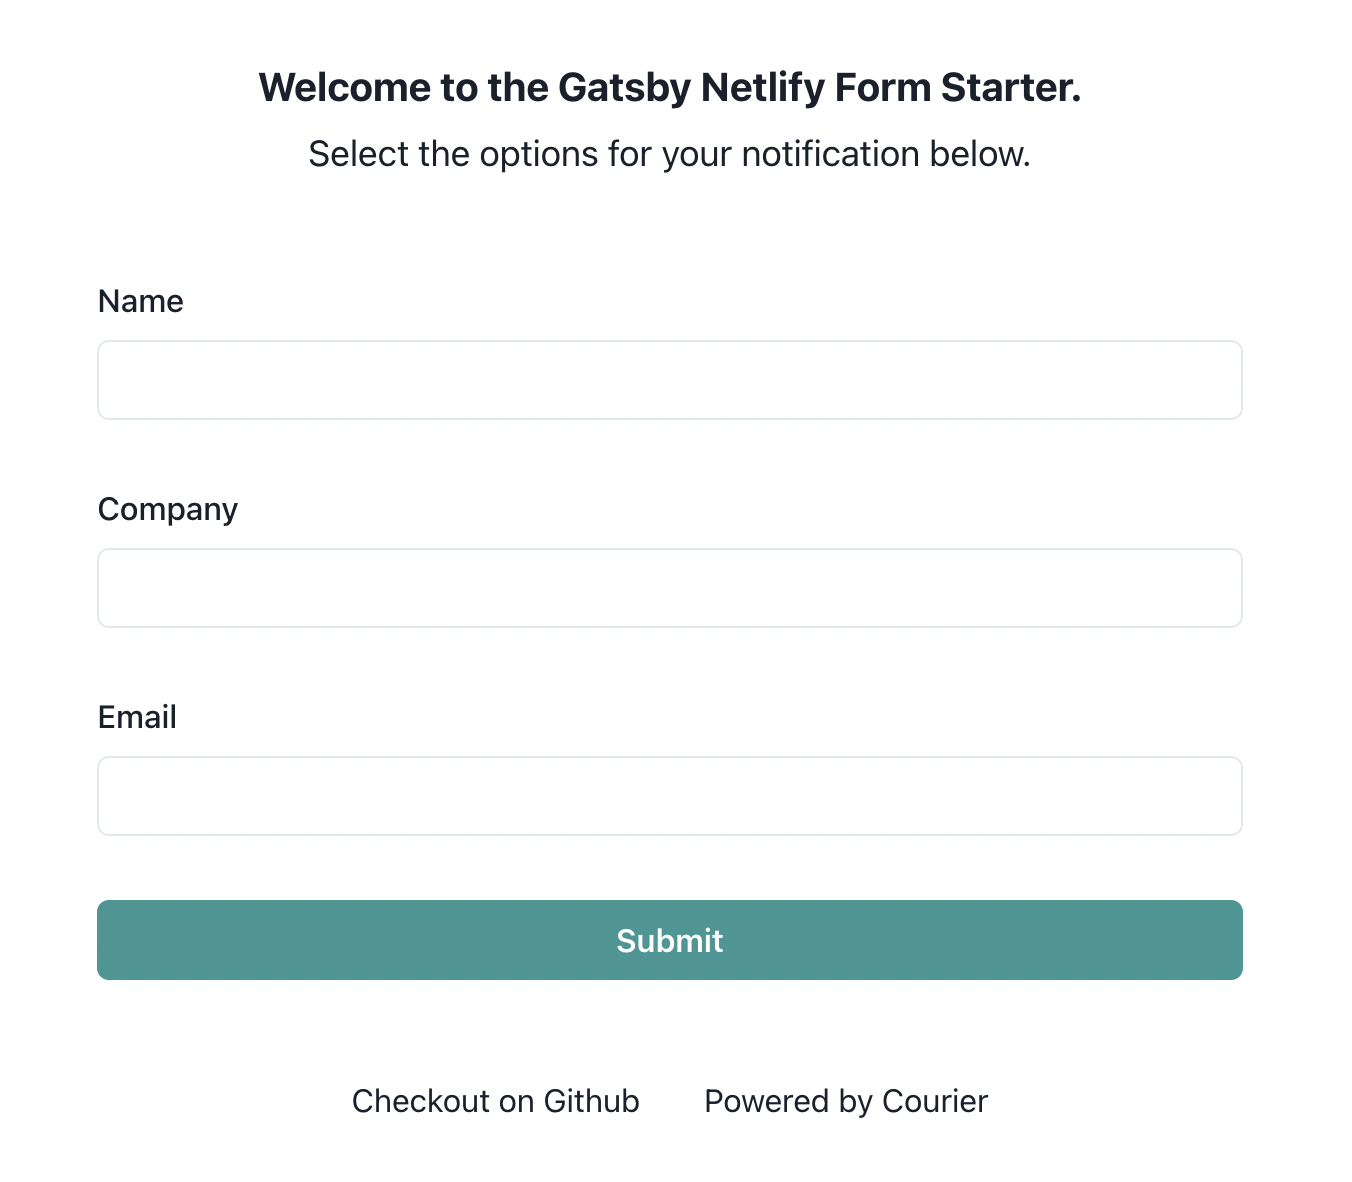 Welcome to the Gatsby Netlify Form Starter.
Select the options for your notification below.
Name
Company
Email
Submit
Checkout on Github
Powered by Courier